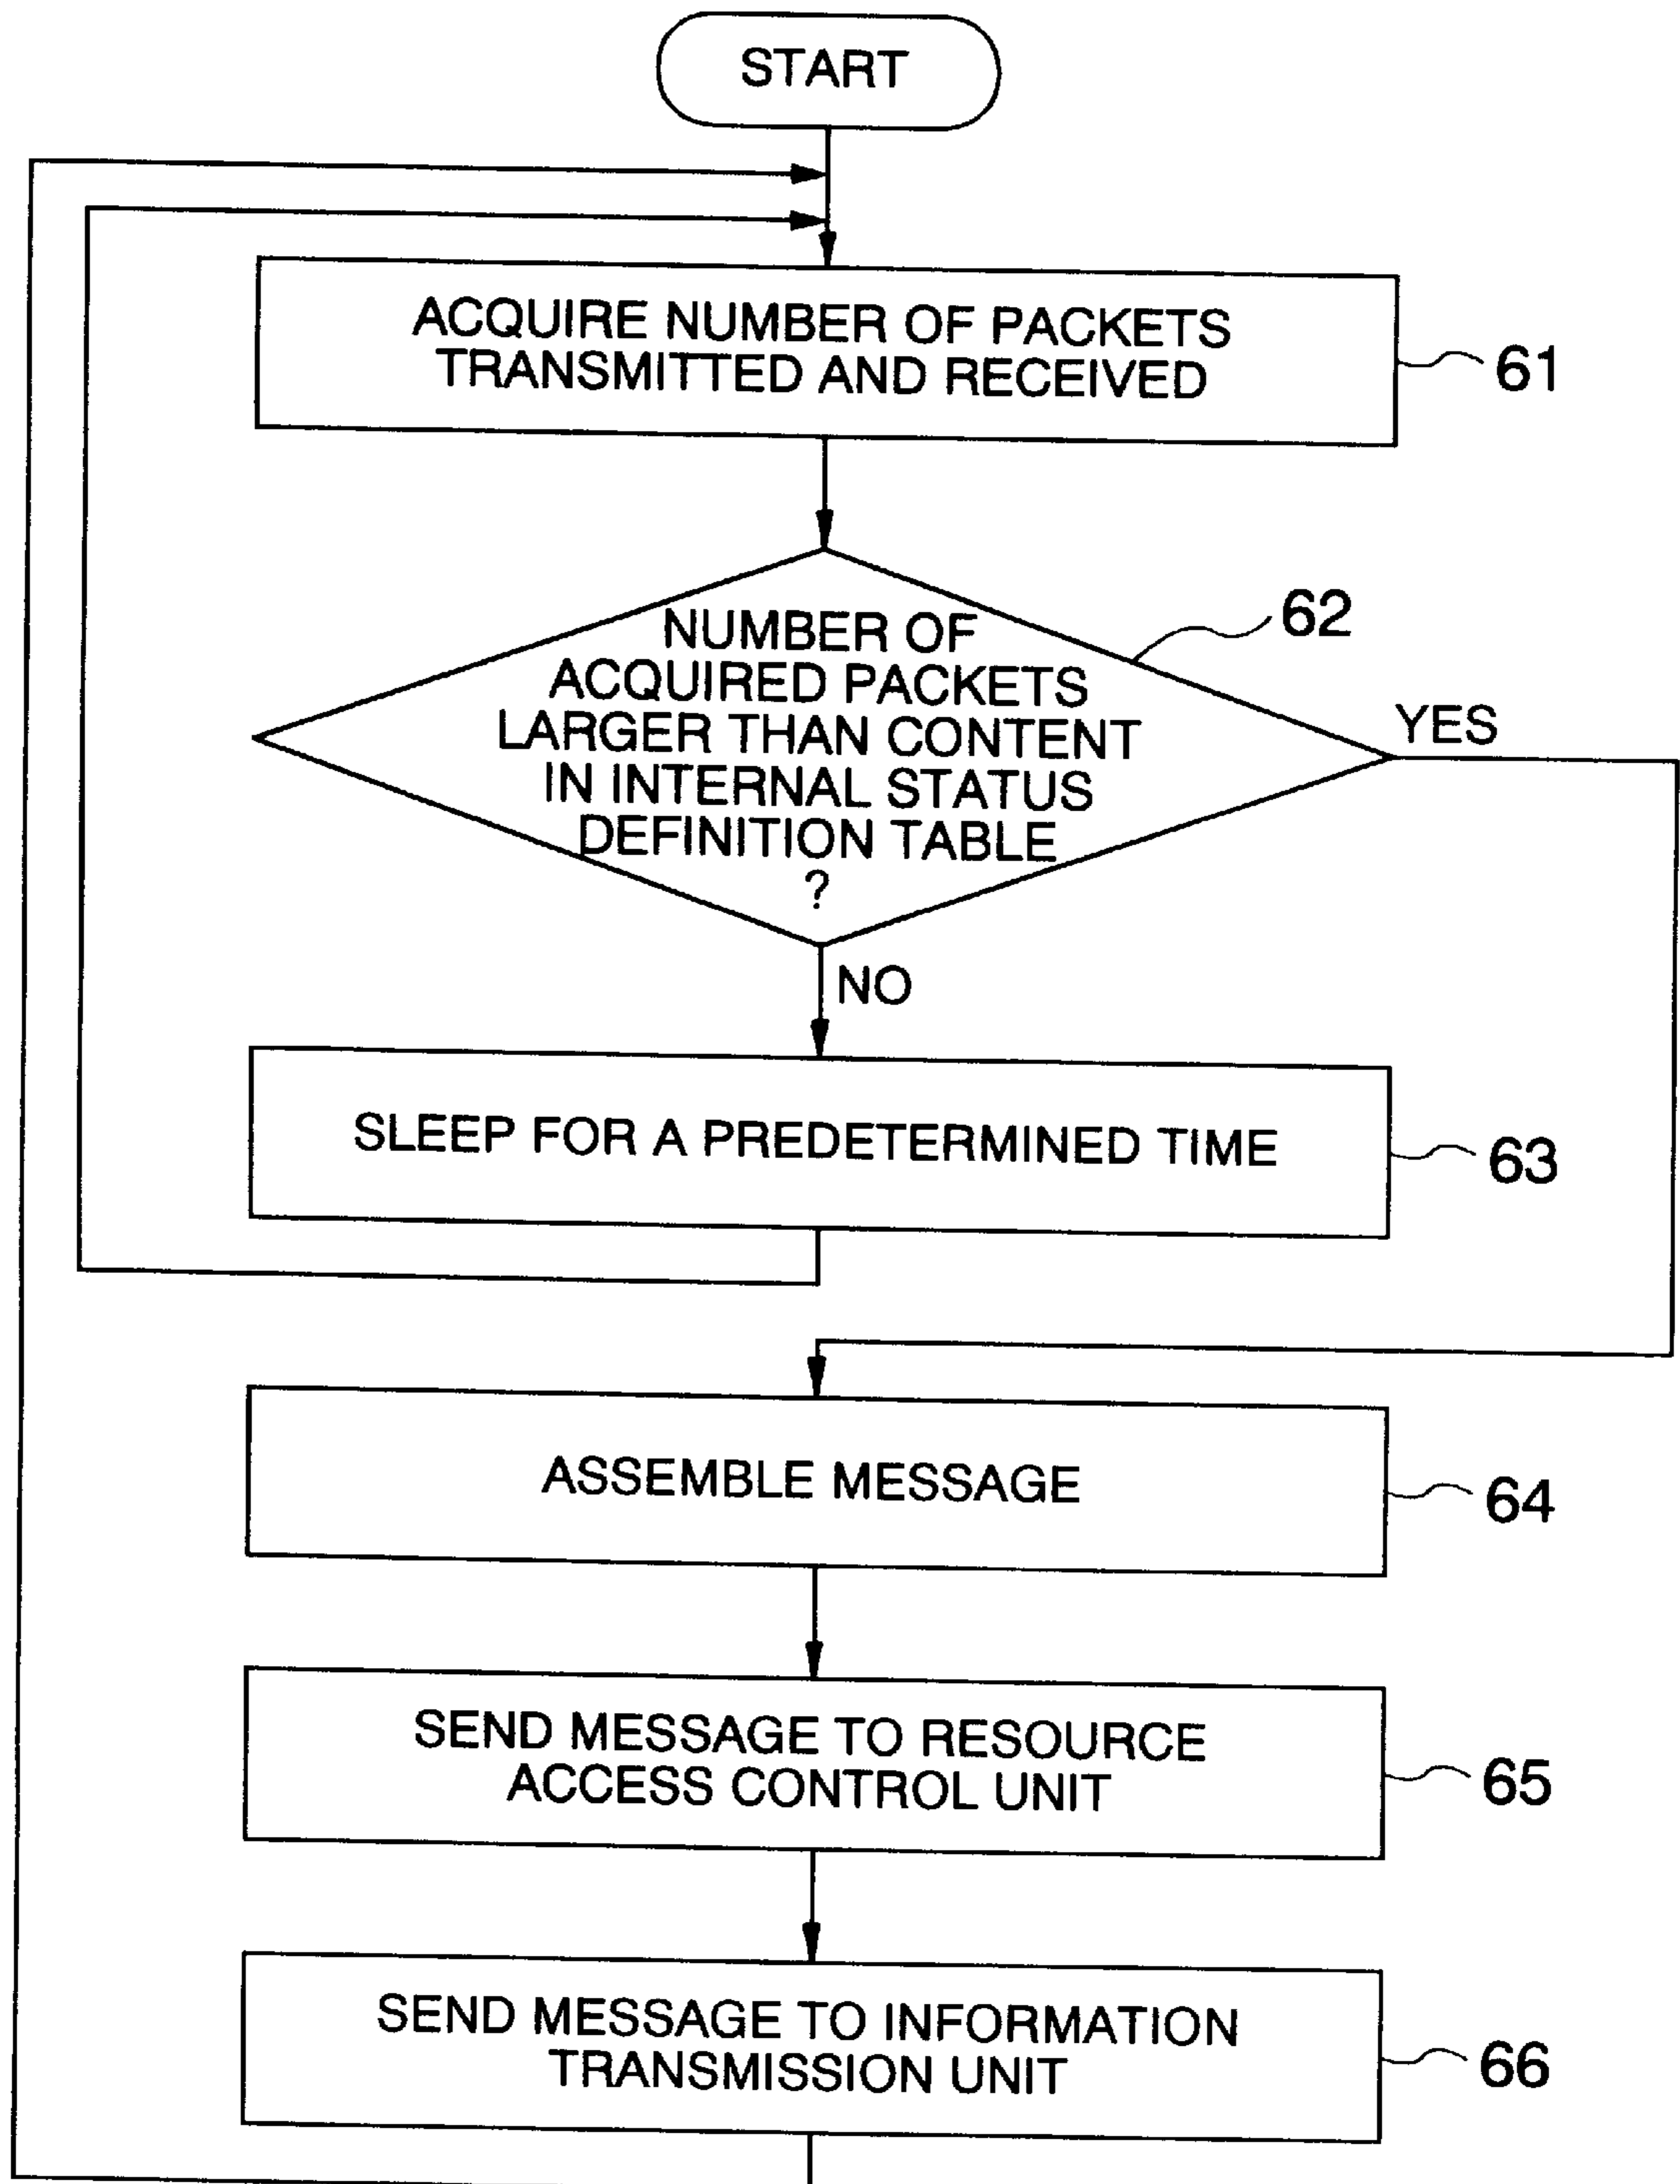 START
ACQUIRE NUMBER OF PACKETS
TRANSMITTED AND RECEIVED
61
NUMBER OF
ACQUIRED PACKETS
LARGER THAN CONTENT
IN INTERNAL STATUS
DEFINITION TABLE
?
62
YES
NO
SLEEP FOR A PREDETERMINED TIME
63
ASSEMBLE MESSAGE
64
SEND MESSAGE TO RESOURCE
ACCESS CONTROL UNIT
65
SEND MESSAGE TO INFORMATION
TRANSMISSION UNIT
66